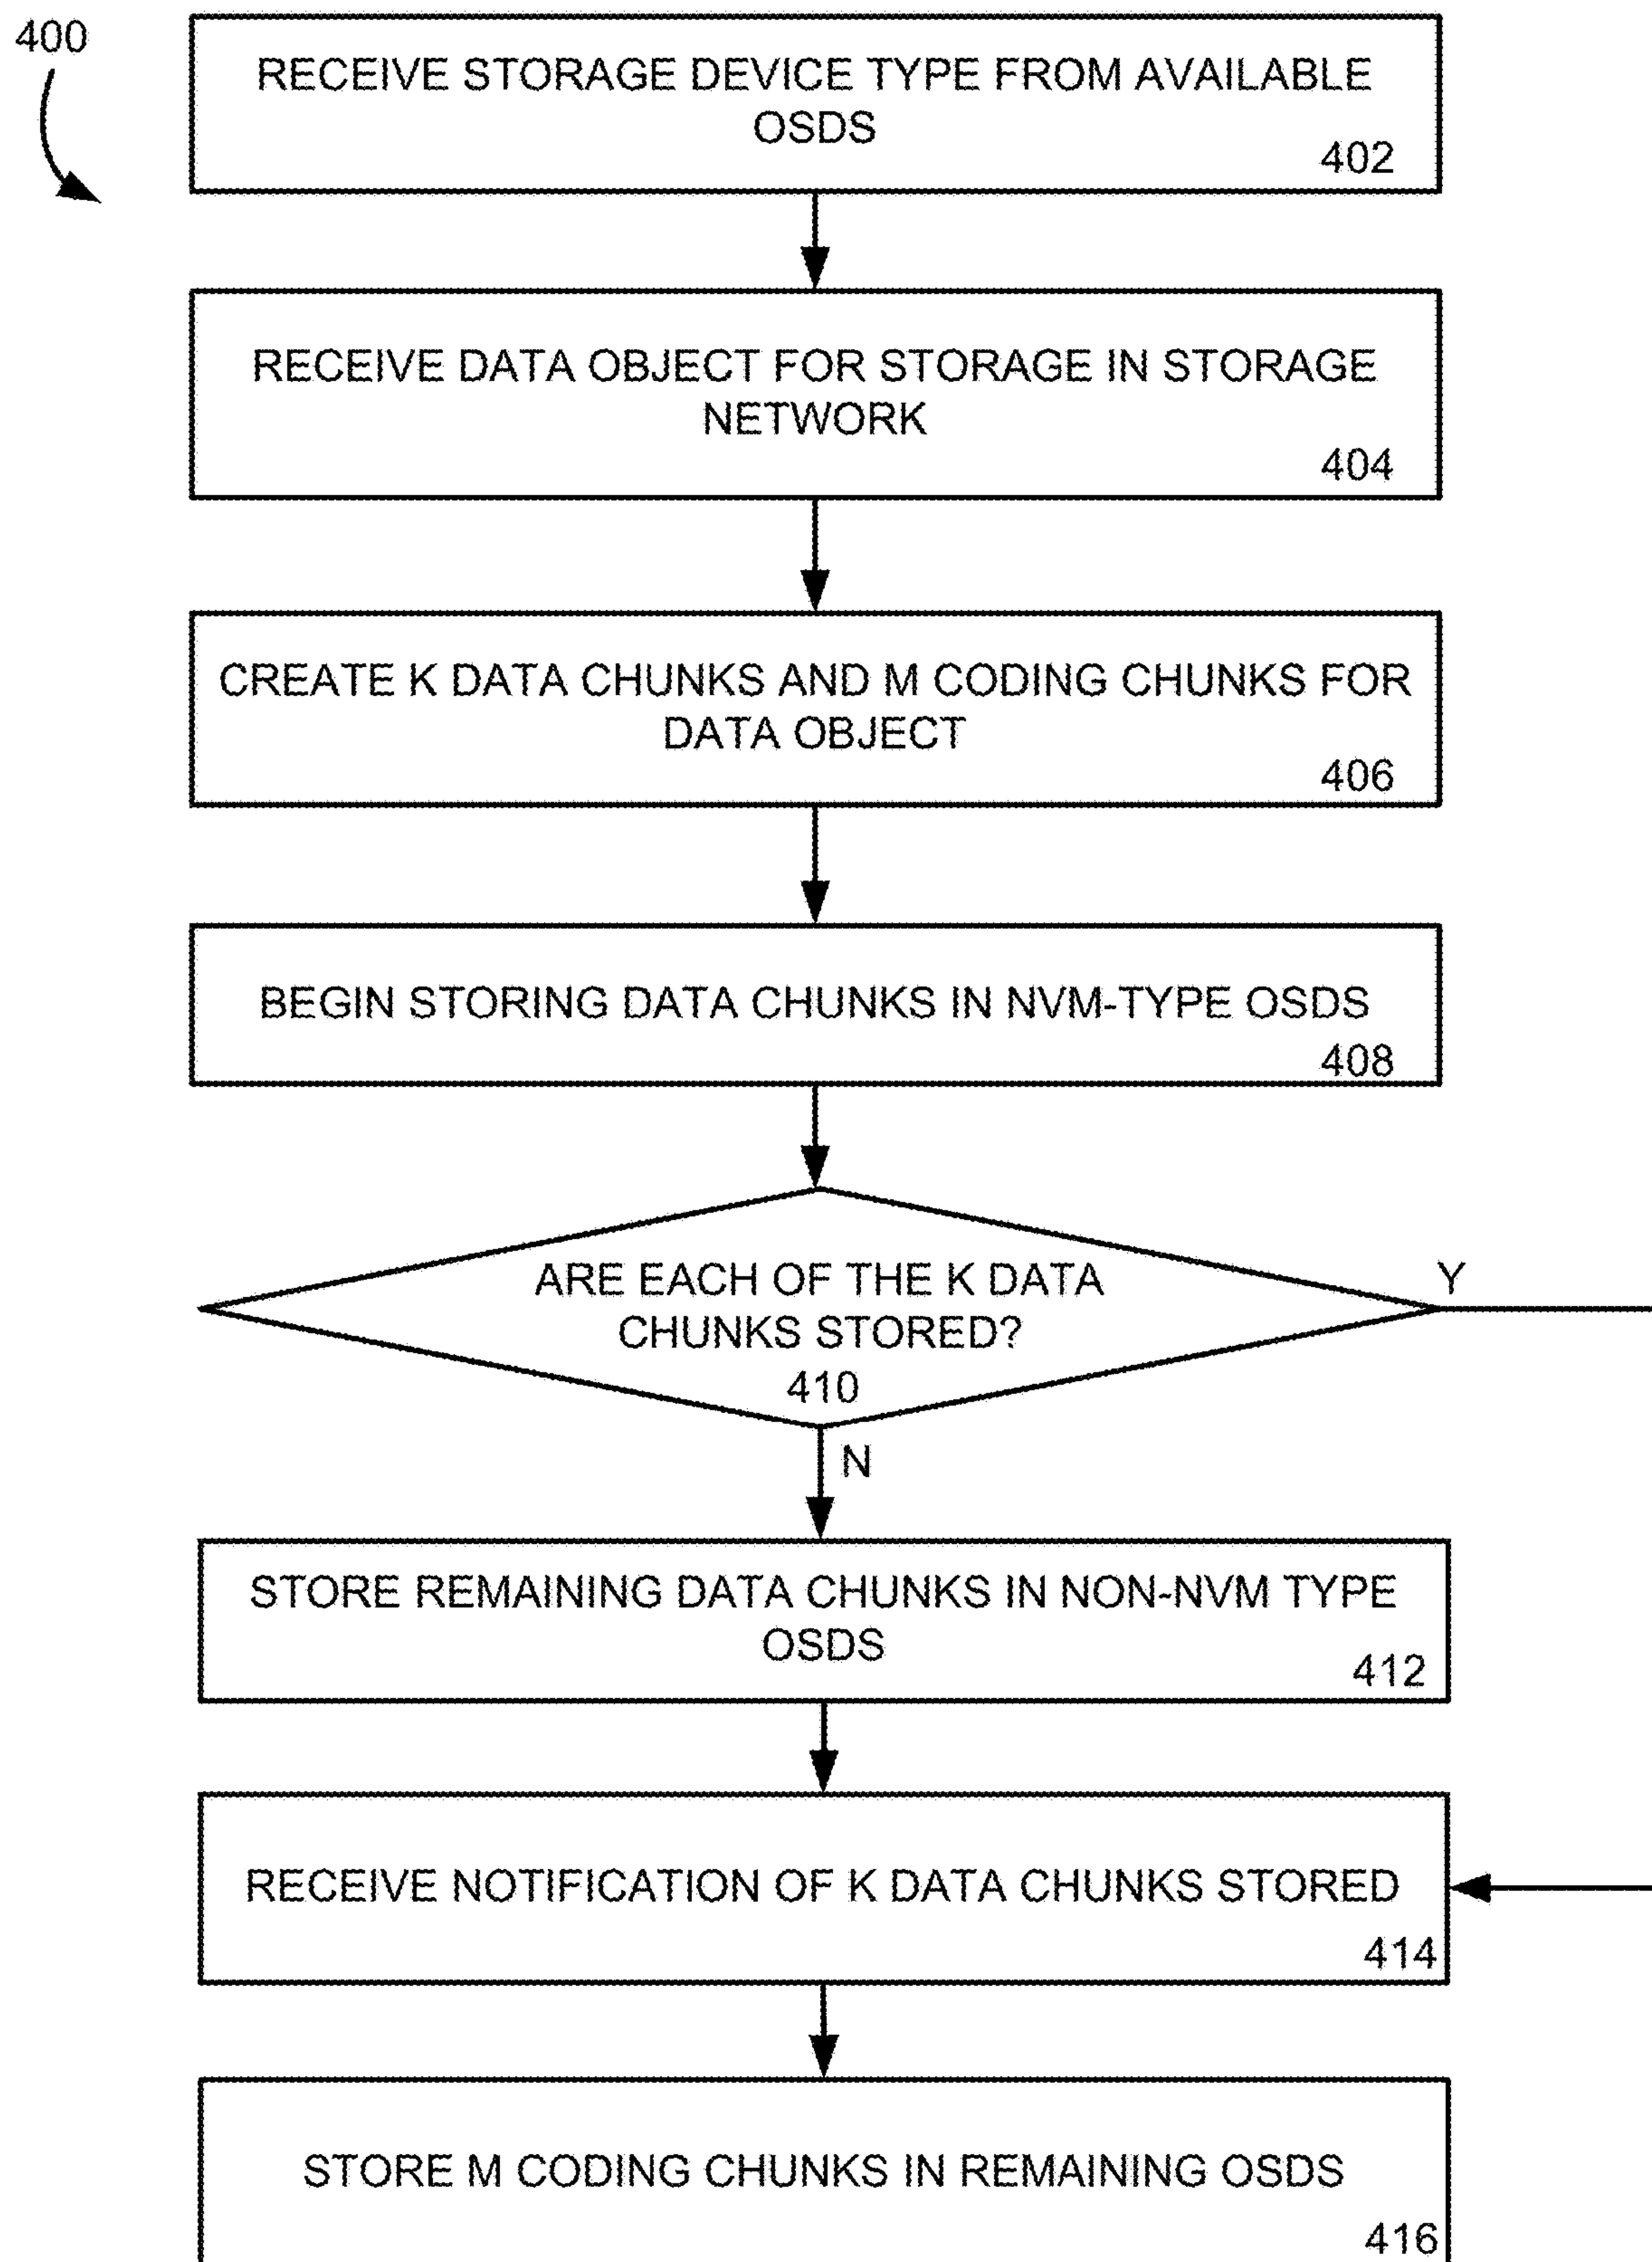 400
RECEIVE STORAGE DEVICE TYPE FROM AVAILABLE
OSDS
402
RECEIVE DATA OBJECT FOR STORAGE IN STORAGE
NETWORK
404
CREATE K DATA CHUNKS AND M CODING CHUNKS FOR
DATA OBJECT
406
BEGIN STORING DATA CHUNKS IN NVM-TYPE OSDS
408
ARE EACH OF THE K DATA
CHUNKS STORED?
410
Y
N
STORE REMAINING DATA CHUNKS IN NON-NVM TYPE
OSDS
412
RECEIVE NOTIFICATION OF K DATA CHUNKS STORED
414
STORE M CODING CHUNKS IN REMAINING OSDS
416